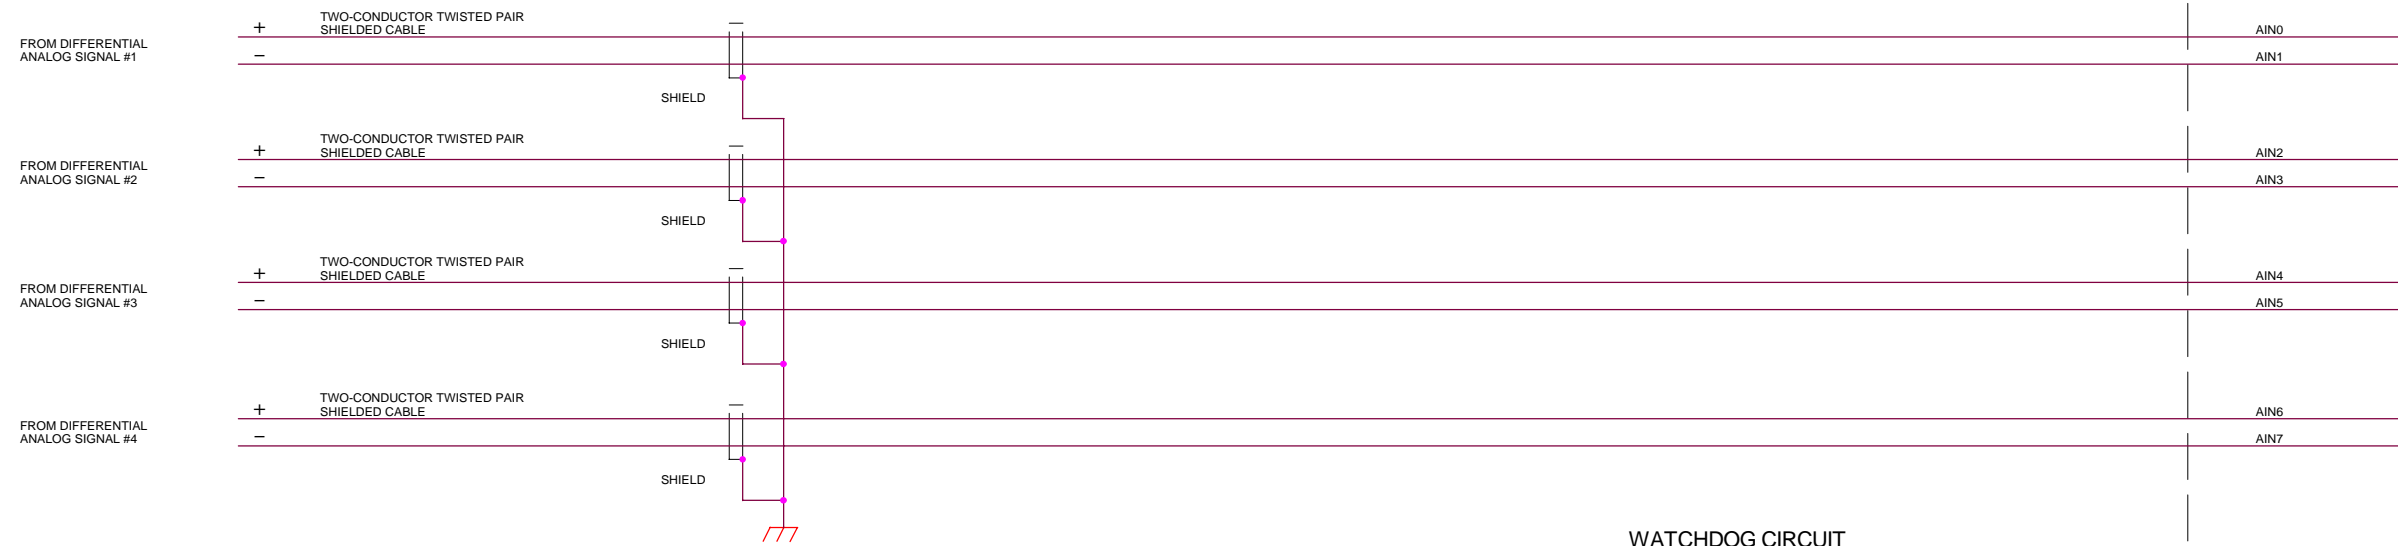 TWO-CONDUCTOR TWISTED PAIR
SHIELDED CABLE
+
−
FROM DIFFERENTIAL
ANALOG SIGNAL #1
AIN0
AIN1
SHIELD
TWO-CONDUCTOR TWISTED PAIR
SHIELDED CABLE
+
−
FROM DIFFERENTIAL
ANALOG SIGNAL #2
AIN2
AIN3
SHIELD
TWO-CONDUCTOR TWISTED PAIR
SHIELDED CABLE
+
−
FROM DIFFERENTIAL
ANALOG SIGNAL #3
AIN4
AIN5
SHIELD
TWO-CONDUCTOR TWISTED PAIR
SHIELDED CABLE
+
−
FROM DIFFERENTIAL
ANALOG SIGNAL #4
AIN6
AIN7
SHIELD
WATCHDOG CIRCUIT